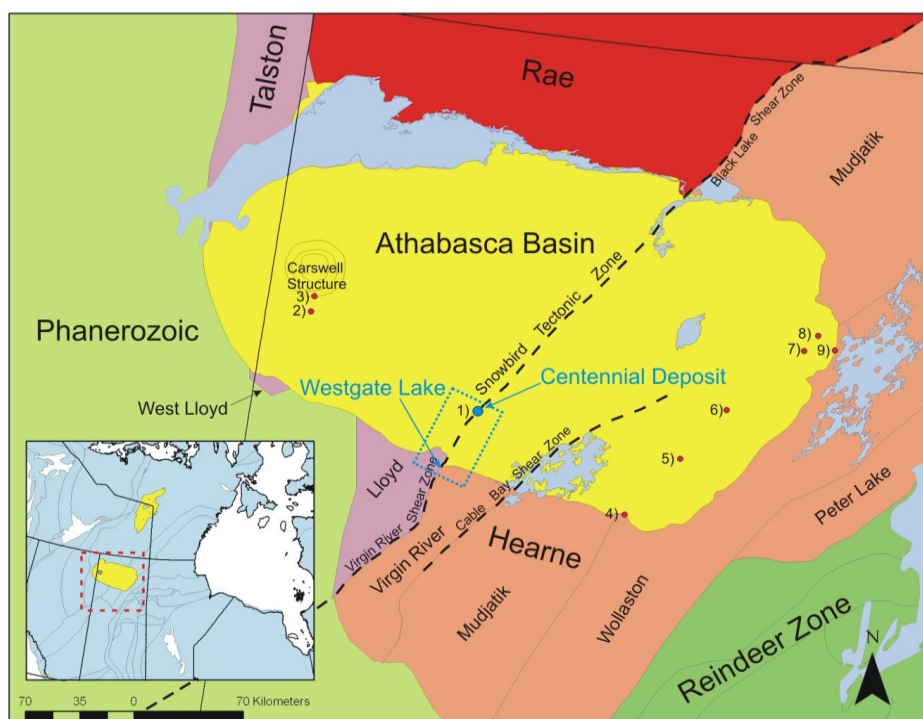 Talston
Rae
Black Lake Shear Zone
Mudjatik
Athabasca Basin
Carswell
Structure
3)
2)
Snowbird Tectonic Zone
Phanerozoic
8)
7)
9)
West Lloyd
Westgate Lake
Centennial Deposit
1)
6)
5)
4)
Lloyd
Virgin River Shear Zone
Cable Bay Shear Zone
Virgin River
Hearne
Mudjatik
Wollaston
Peter Lake
Reindeer Zone
N
70 35 0 70 Kilometers